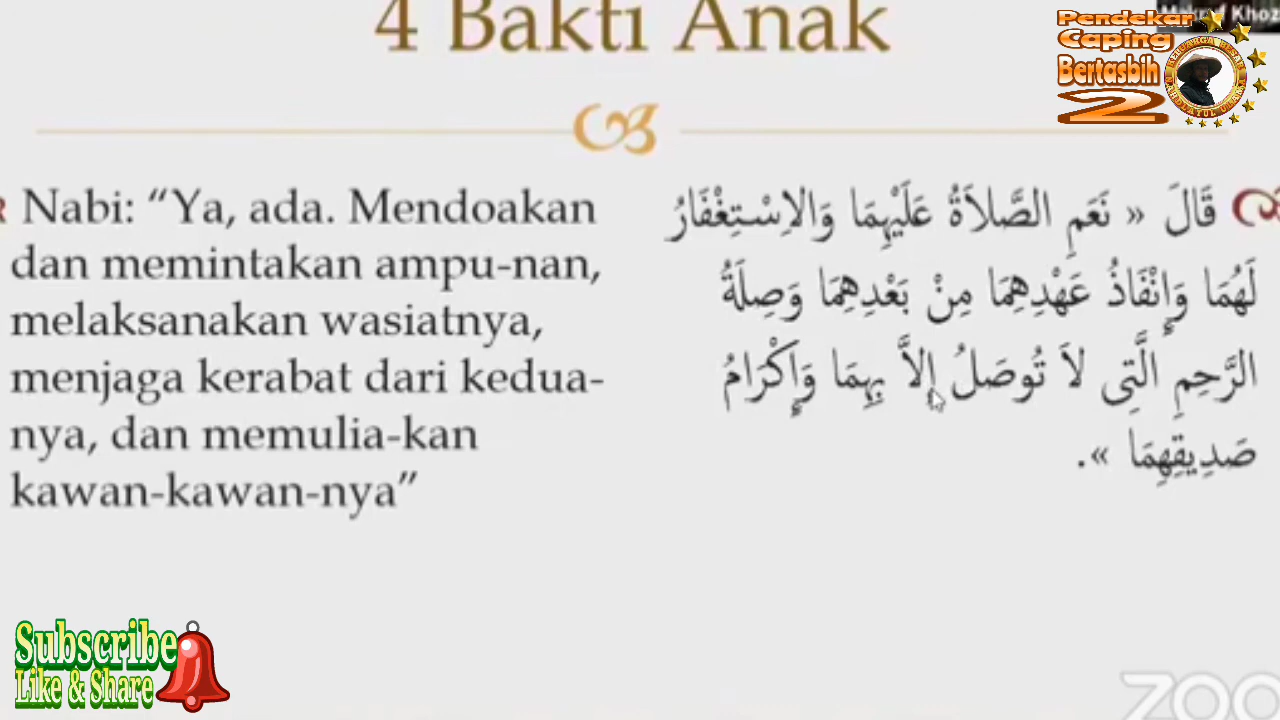 4 Bakti Anak
Khoz
Pendekar
Caping
Bertasbih
2
Nabi: “Ya, ada. Mendoakan
dan memintakan ampu-nan,
melaksanakan wasiatnya,
menjaga kerabat dari kedua-
nya, dan memulia-kan
kawan-kawan-nya”
قَالَ « نَعَمِ الصَّلاَةُ عَلَيْهِمَا وَالاِسْتِغْفَارُ
لَهُمَا وَإِنْفَاذُ عَهْدِهِمَا مِنْ بَعْدِهِمَا وَصِلَةُ
الرَّحِمِ الَّتِى لاَ تُوصَلُ إِلاَّ بِهِمَا وَإِكْرَامُ
صَدِيقِهِمَا ».
Subscribe
Like & Share
ZOO